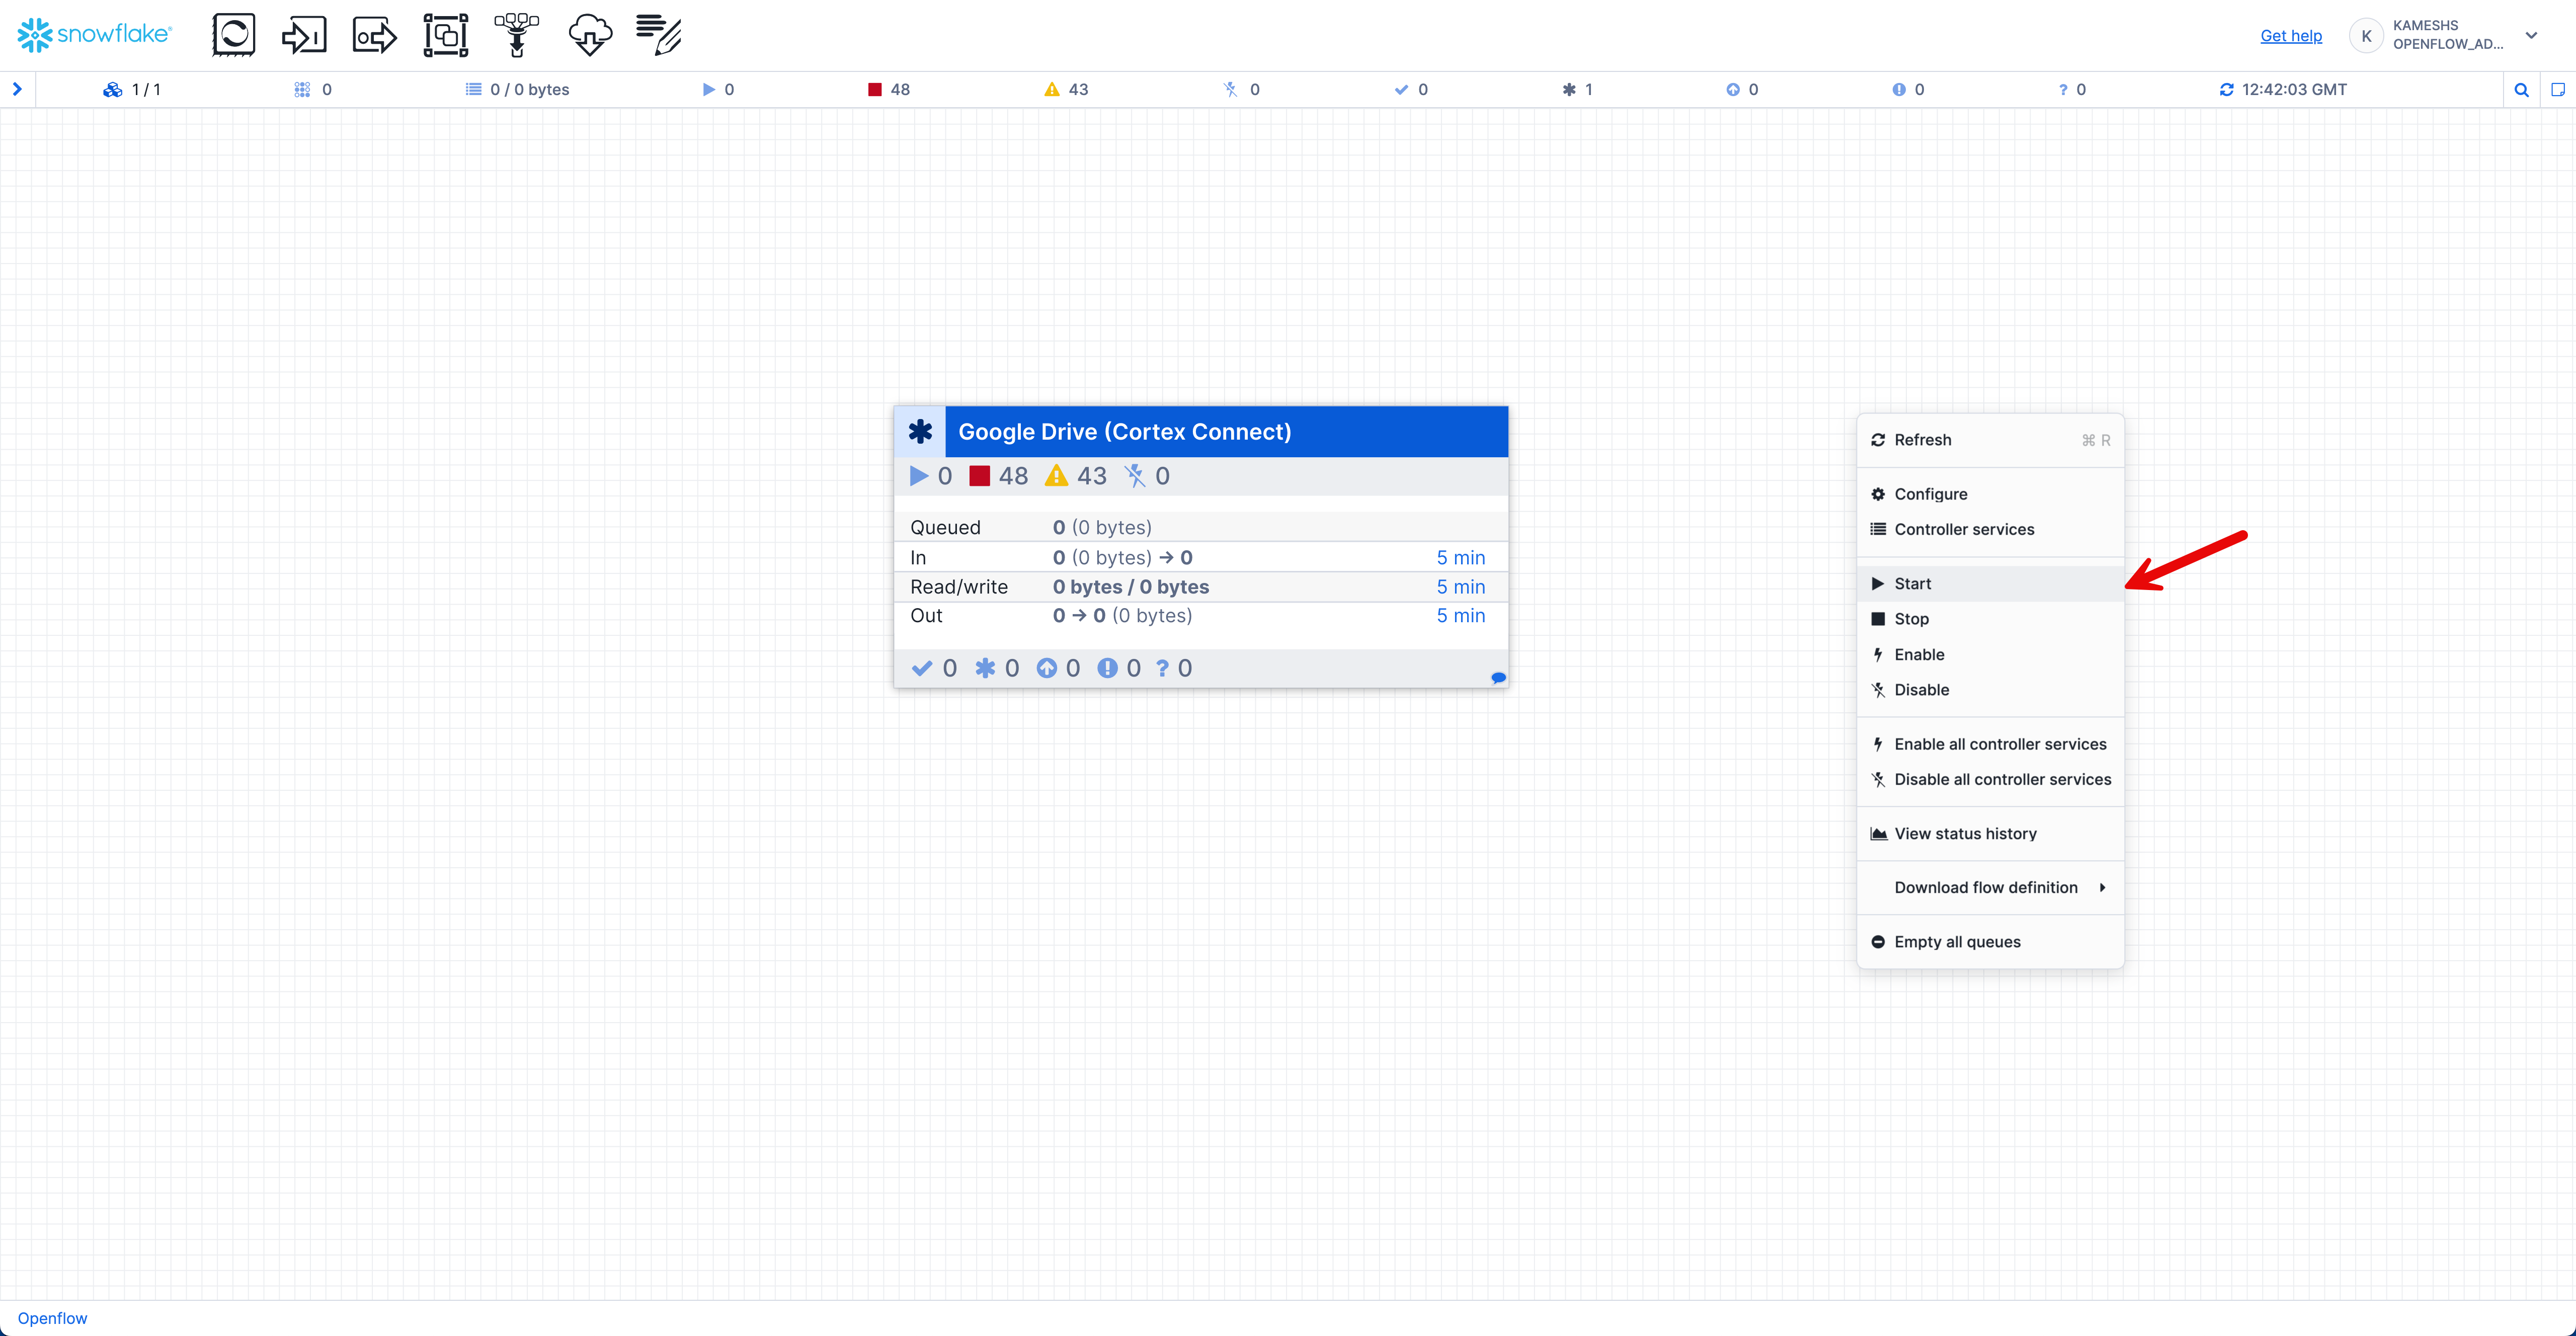 snowflake®
Get help
K
KAMESHS
OPENFLOW_AD...
1 / 1
0
0 / 0 bytes
0
48
43
0
0
1
0
0
? 0
12:42:03 GMT
Google Drive (Cortex Connect)
0 48 43 0
Queued 0 (0 bytes)
In 0 (0 bytes) → 0 5 min
Read/write 0 bytes / 0 bytes 5 min
Out 0 → 0 (0 bytes) 5 min
0 0 0 0 ? 0
Refresh ⌘ R
Configure
Controller services
Start
Stop
Enable
Disable
Enable all controller services
Disable all controller services
View status history
Download flow definition
Empty all queues
Openflow